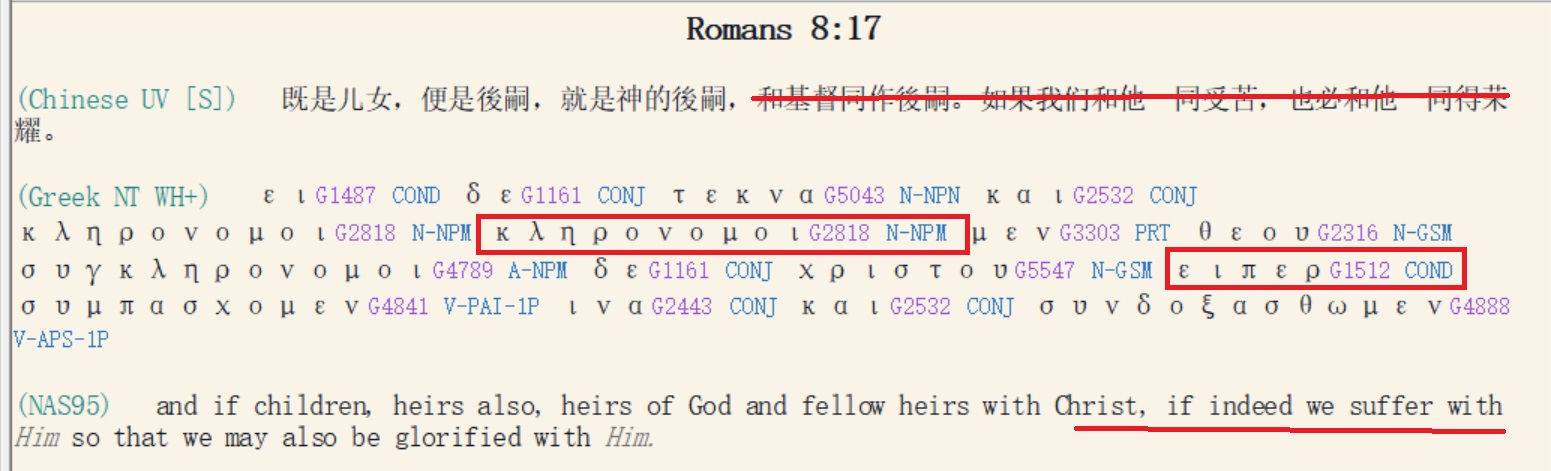 Romans 8:17
(Chinese UV [S]) 既是儿女，便是後嗣，就是神的後嗣，和基督同作後嗣。如果我们和他 同受苦，也必和他 同得荣
耀。
(Greek NT WH+) ε ι G1487 COND δ ε G1161 CONJ τ ε κ ν α G5043 N-NPN κ α ι G2532 CONJ
κ λ η ρ ο ν ο μ ο ι G2818 N-NPM κ λ η ρ ο ν ο μ ο ι G2818 N-NPM μ ε ν G3303 PRT θ ε ο υ G2316 N-GSM
σ υ γ κ λ η ρ ο ν ο μ ο ι G4789 A-NPM δ ε G1161 CONJ χ ρ ι σ τ ο υ G5547 N-GSM ε ι π ε ρ G1512 COND
σ υ μ π α σ χ ο μ ε ν G4841 V-PAI-1P ι ν α G2443 CONJ κ α ι G2532 CONJ σ υ ν δ ο ξ α σ θ ω μ ε ν G4888
V-APS-1P
(NAS95) and if children, heirs also, heirs of God and fellow heirs with Christ, if indeed we suffer with
Him so that we may also be glorified with Him.